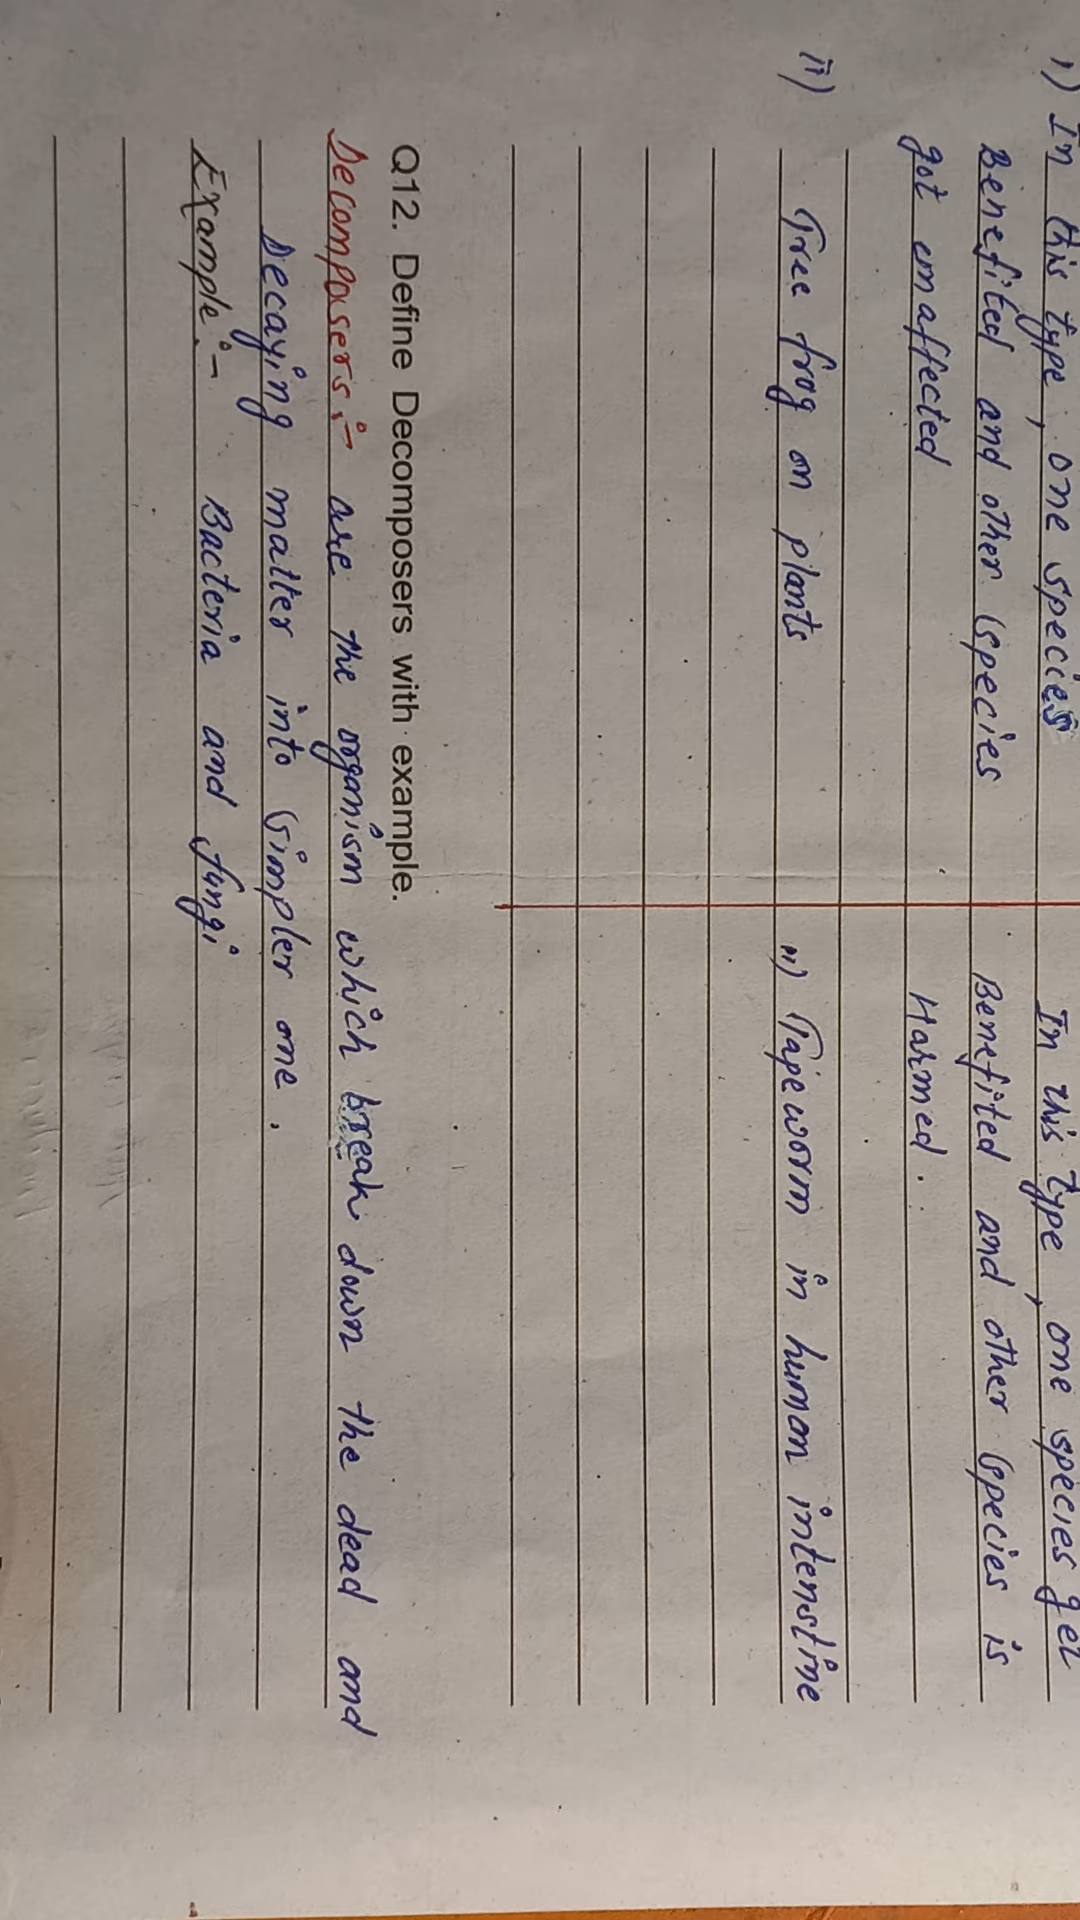 i) In this type, one species
Benefited and other species
got unaffected
ii) Tree frog on plants
In this type, one species get
Benefited and other species is
Harmed.
ii) Tapeworm in human intenstine
Q12. Define Decomposers with example.
Decomposers:- are the organism which break down the dead and
Decaying matter into simpler one.
Example:- Bacteria and fungi